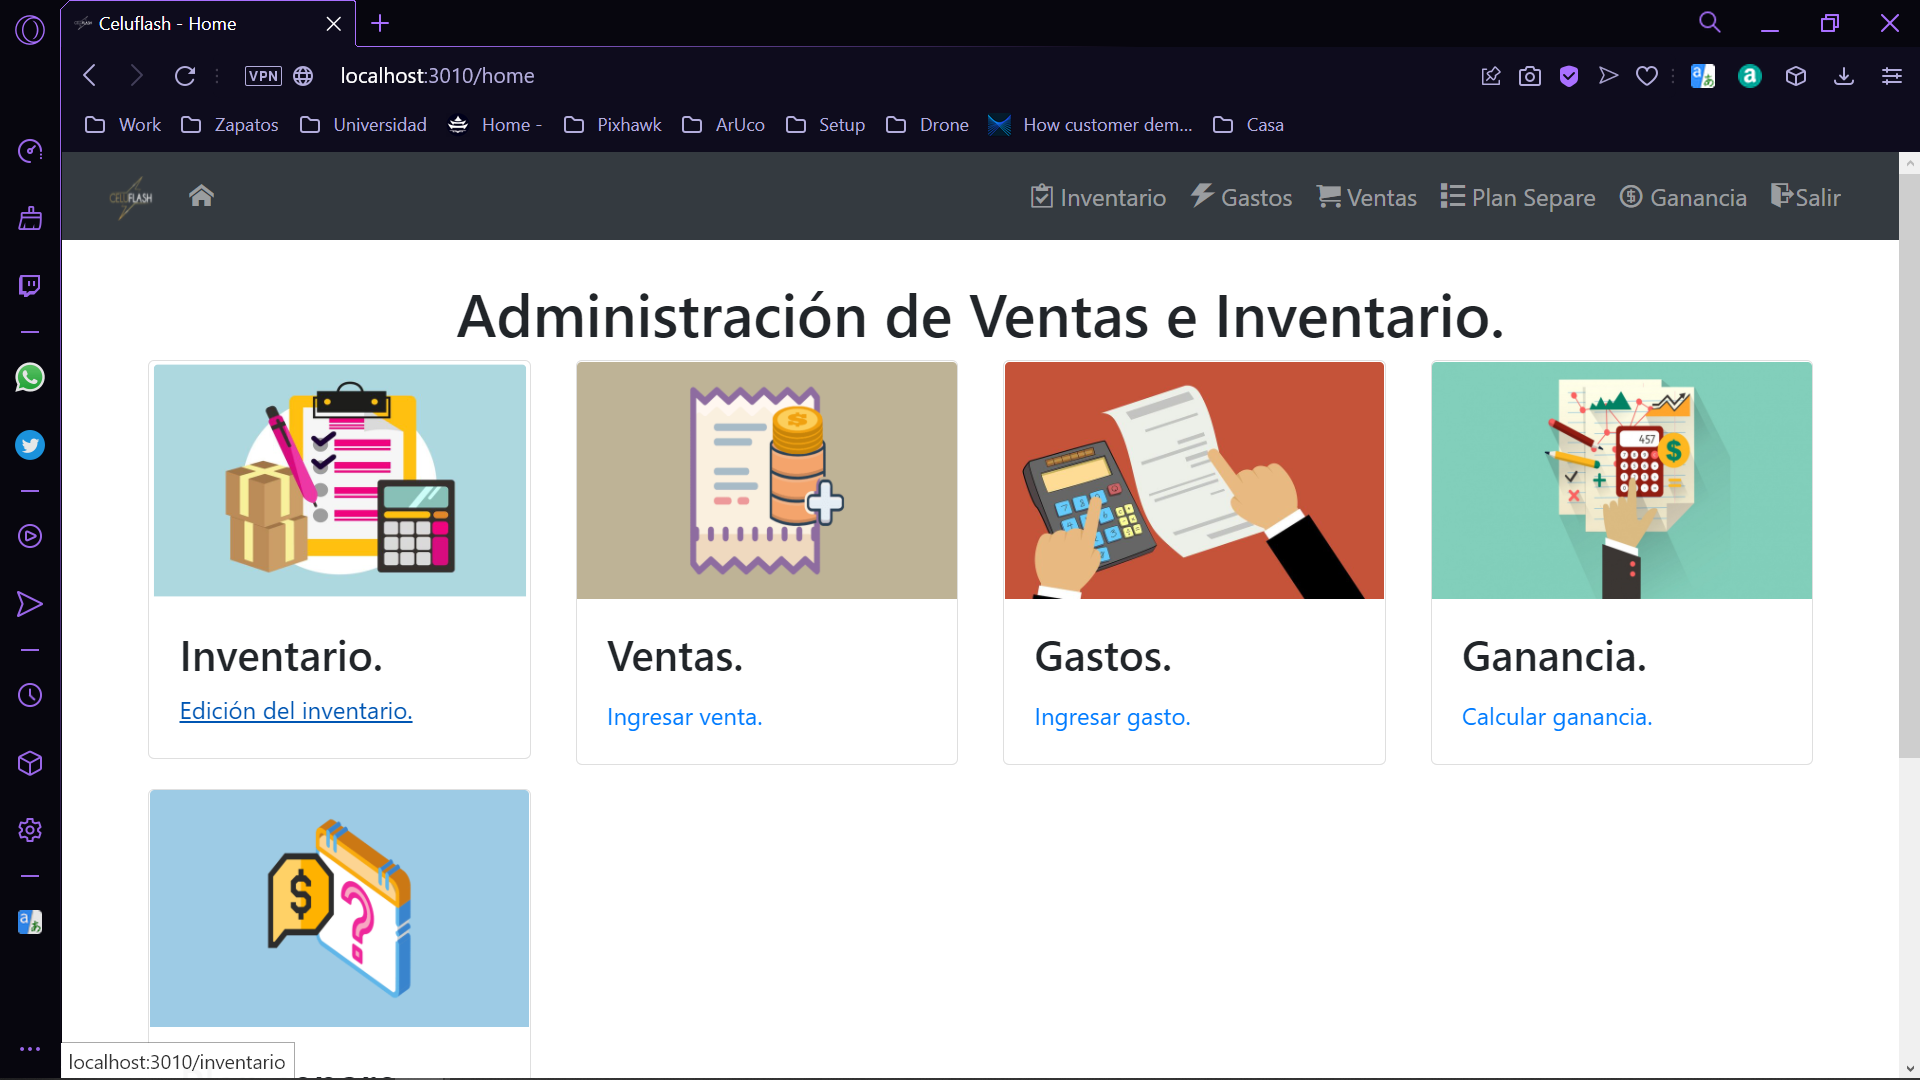 Celuflash - Home
VPN localhost:3010/home
Work Zapatos Universidad Home - Pixhawk ArUco Setup Drone How customer dem... Casa
CELUFLASH Inventario Gastos Ventas Plan Separe Ganancia Salir
Administración de Ventas e Inventario.
457
Inventario.
Edición del inventario.
Ventas.
Ingresar venta.
Gastos.
Ingresar gasto.
Ganancia.
Calcular ganancia.
localhost:3010/inventario